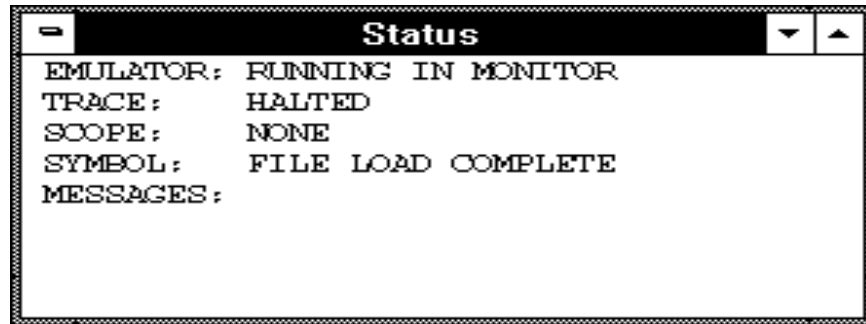 Status
EMULATOR: RUNNING IN MONITOR
TRACE: HALTED
SCOPE: NONE
SYMBOL: FILE LOAD COMPLETE
MESSAGES: